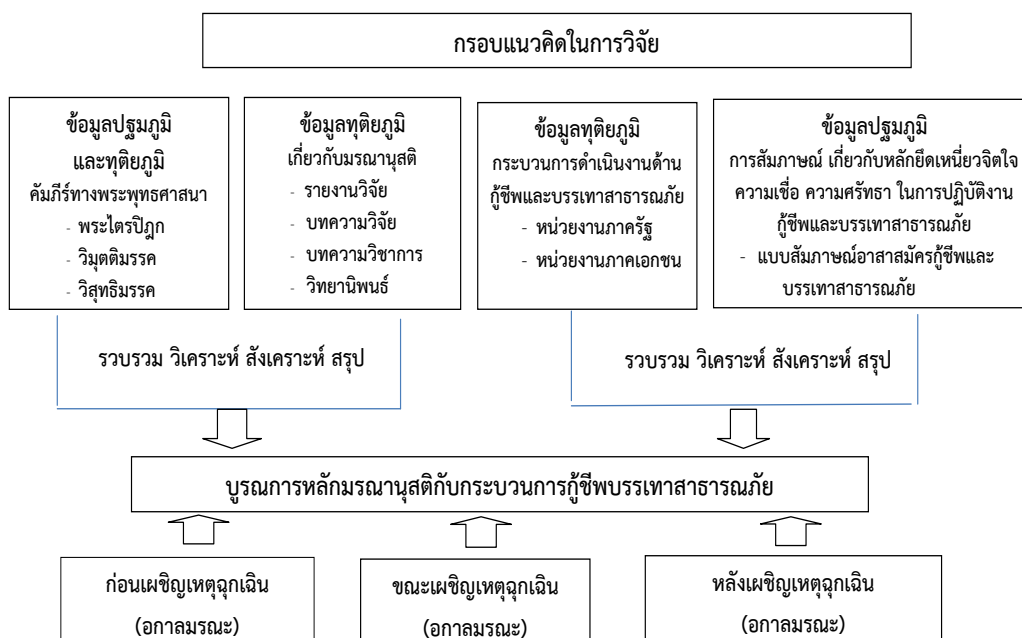 กรอบแนวคิดในการวิจัย
ข้อมูลปฐมภูมิ
และทุติยภูมิ
คัมภีร์ทางพระพุทธศาสนา
- พระไตรปิฎก
- วิมุตติมรรค
- วิสุทธิมรรค
ข้อมูลทุติยภูมิ
เกี่ยวกับมรณานุสติ
- รายงานวิจัย
- บทความวิจัย
- บทความวิชาการ
- วิทยานิพนธ์
ข้อมูลทุติยภูมิ
กระบวนการดำเนินงานด้าน
กู้ชีพและบรรเทาสาธารณภัย
- หน่วยงานภาครัฐ
- หน่วยงานภาคเอกชน
ข้อมูลปฐมภูมิ
การสัมภาษณ์ เกี่ยวกับหลักยึดเหนี่ยวจิตใจ
ความเชื่อ ความศรัทธา ในการปฏิบัติงาน
กู้ชีพและบรรเทาสาธารณภัย
- แบบสัมภาษณ์อาสาสมัครกู้ชีพและ
บรรเทาสาธารณภัย
รวบรวม วิเคราะห์ สังเคราะห์ สรุป
รวบรวม วิเคราะห์ สังเคราะห์ สรุป
บูรณการหลักมรณานุสติกับกระบวนการกู้ชีพบรรเทาสาธารณภัย
ก่อนเผชิญเหตุฉุกเฉิน
(อกาลมรณะ)
ขณะเผชิญเหตุฉุกเฉิน
(อกาลมรณะ)
หลังเผชิญเหตุฉุกเฉิน
(อกาลมรณะ)